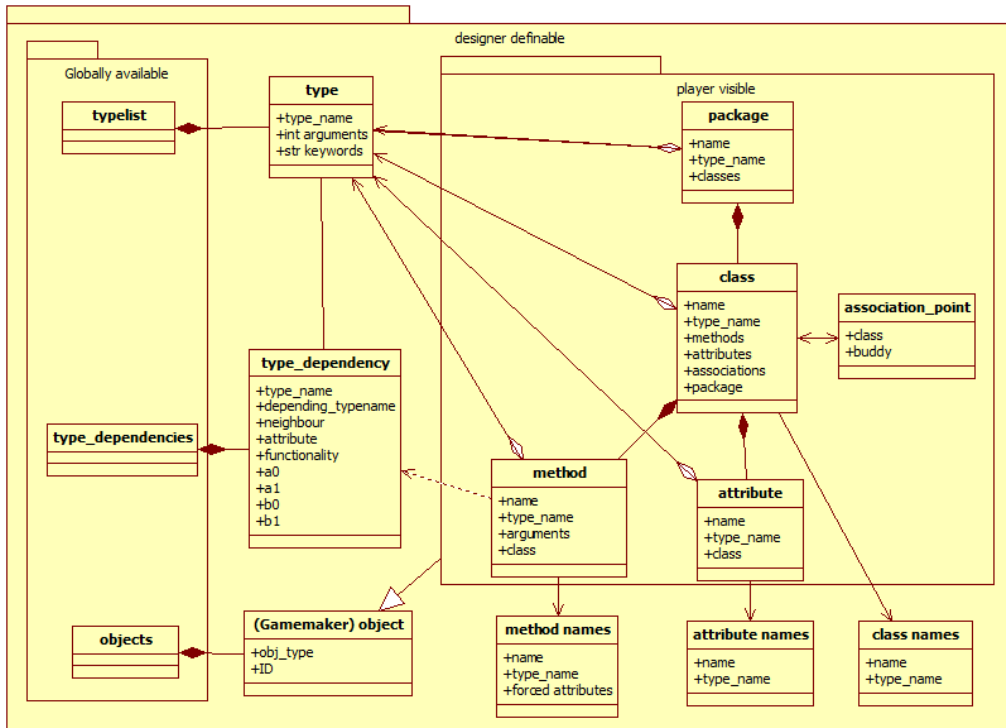 designer definable
Globally available
player visible
typelist
type
+type_name
+int arguments
+str keywords
package
+name
+type_name
+classes
class
+name
+type_name
+methods
+attributes
+associations
+package
association_point
+class
+buddy
type_dependencies
type_dependency
+type_name
+depending_typename
+neighbour
+attribute
+functionality
+a0
+a1
+b0
+b1
method
+name
+type_name
+arguments
+class
attribute
+name
+type_name
+class
objects
(Gamemaker) object
+obj_type
+ID
method names
+name
+type_name
+forced attributes
attribute names
+name
+type_name
class names
+name
+type_name